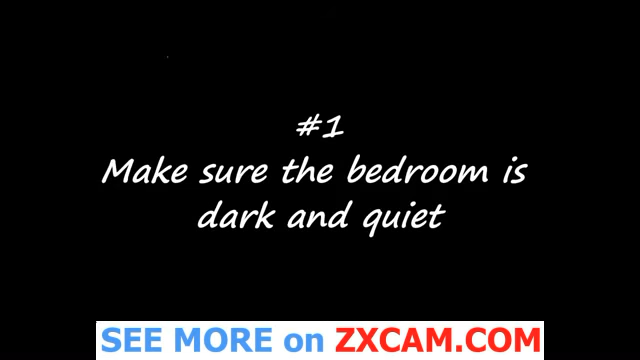 #1
Make sure the bedroom is
dark and quiet
SEE MORE on ZXCAM.COM